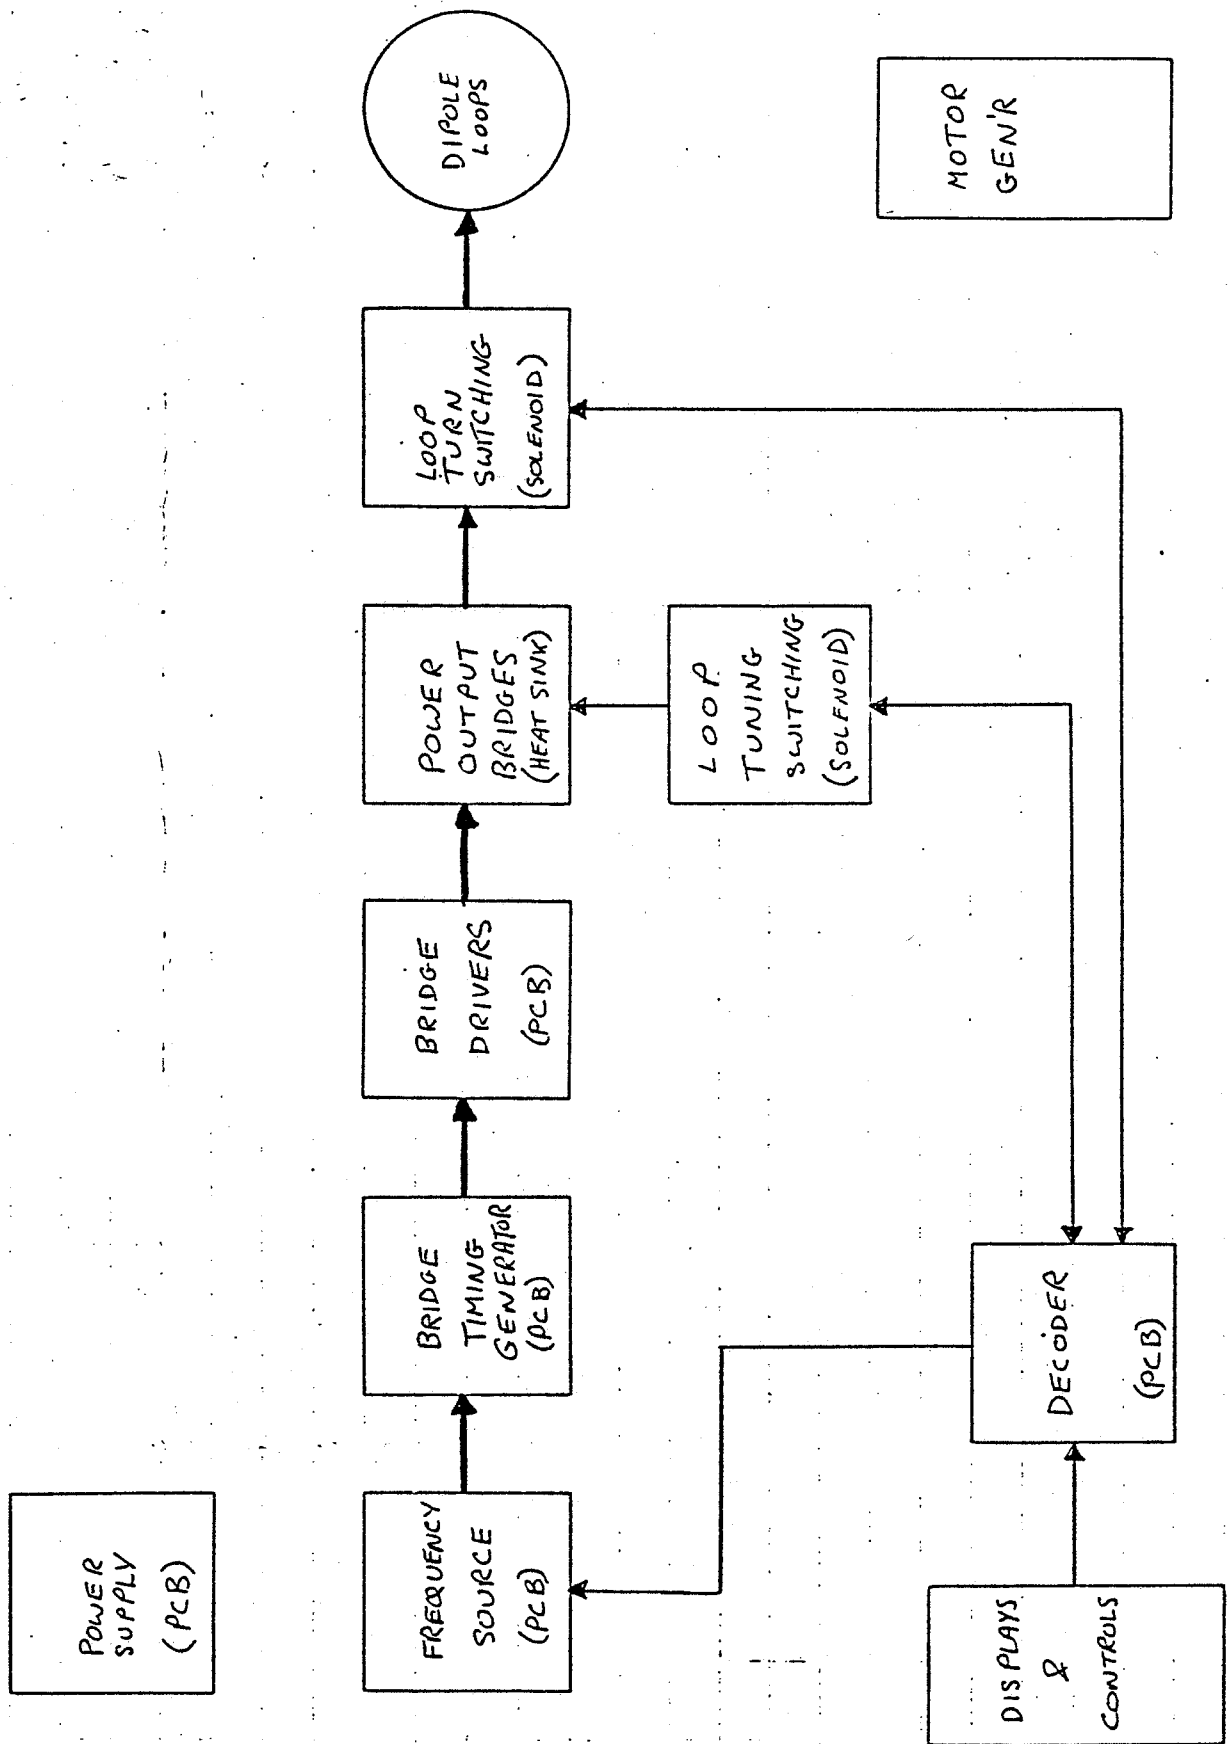 POWER
SUPPLY
(PCB)
FREQUENCY
SOURCE
(PCB)
BRIDGE
TIMING
GENERATOR
(PCB)
BRIDGE
DRIVERS
(PCB)
POWER
OUTPUT
BRIDGES
(HEAT SINK)
LOOP
TURN
SWITCHING
(SOLENOID)
DIPOLE
LOOPS
LOOP
TUNING
SWITCHING
(SOLENOID)
DISPLAYS
&
CONTROLS
DECODER
(PCB)
MOTOR
GEN'R